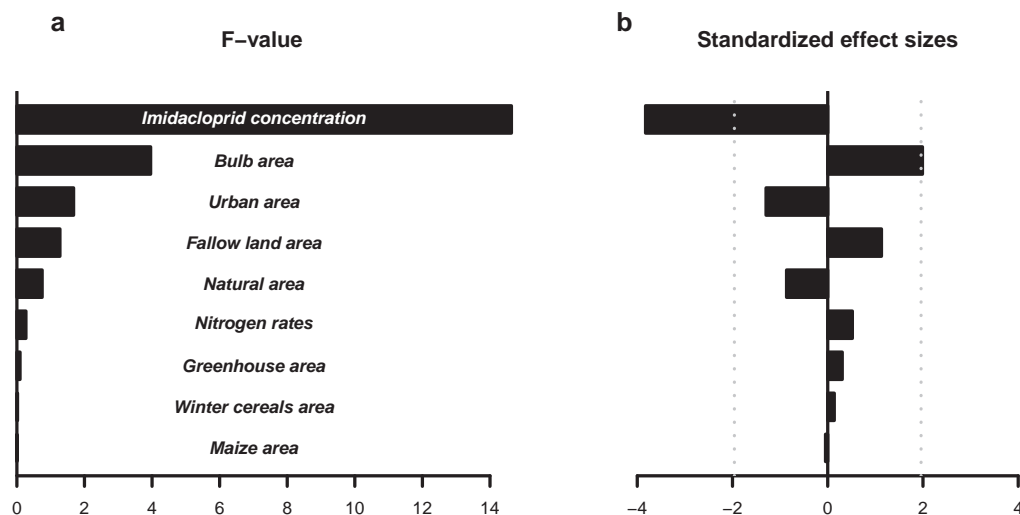 a
F–value
Imidacloprid concentration
Bulb area
Urban area
Fallow land area
Natural area
Nitrogen rates
Greenhouse area
Winter cereals area
Maize area
0 2 4 6 8 10 12 14
b
Standardized effect sizes
−4 −2 0 2 4